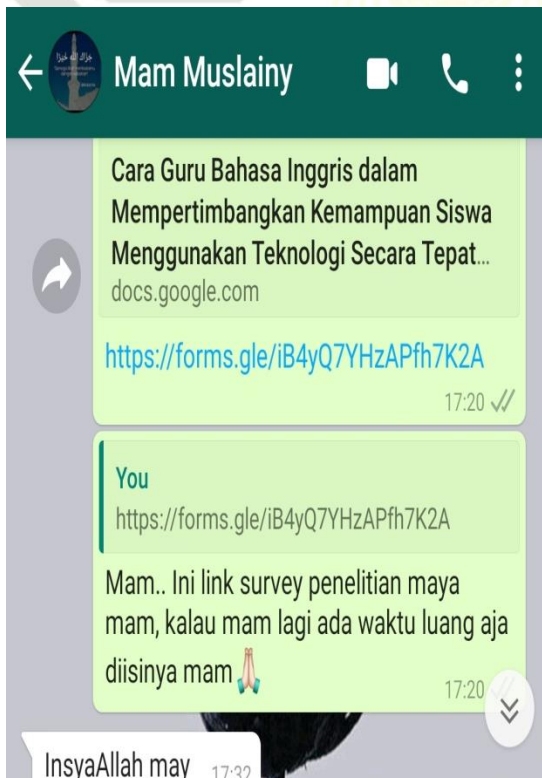 Mam Muslainy
Cara Guru Bahasa Inggris dalam
Mempertimbangkan Kemampuan Siswa
Menggunakan Teknologi Secara Tepat...
docs.google.com
https://forms.gle/iB4yQ7YHzAPfh7K2A
17:20
You
https://forms.gle/iB4yQ7YHzAPfh7K2A
Mam.. Ini link survey penelitian maya
mam, kalau mam lagi ada waktu luang aja
diisinya mam 🙏🏻
17:20
InsyaAllah may 17:32